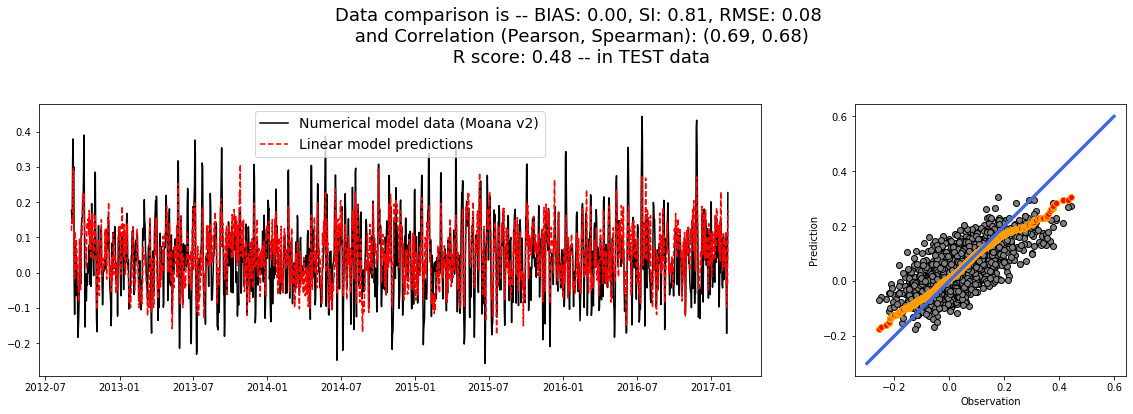 Data comparison is -- BIAS: 0.00, SI: 0.81, RMSE: 0.08
and Correlation (Pearson, Spearman): (0.69, 0.68)
R score: 0.48 -- in TEST data
Numerical model data (Moana v2)
Linear model predictions
0.4
0.3
0.2
0.1
0.0
−0.1
−0.2
2012-07 2013-01 2013-07 2014-01 2014-07 2015-01 2015-07 2016-01 2016-07 2017-01
Prediction
0.6
0.4
0.2
0.0
−0.2
−0.2 0.0 0.2 0.4 0.6
Observation